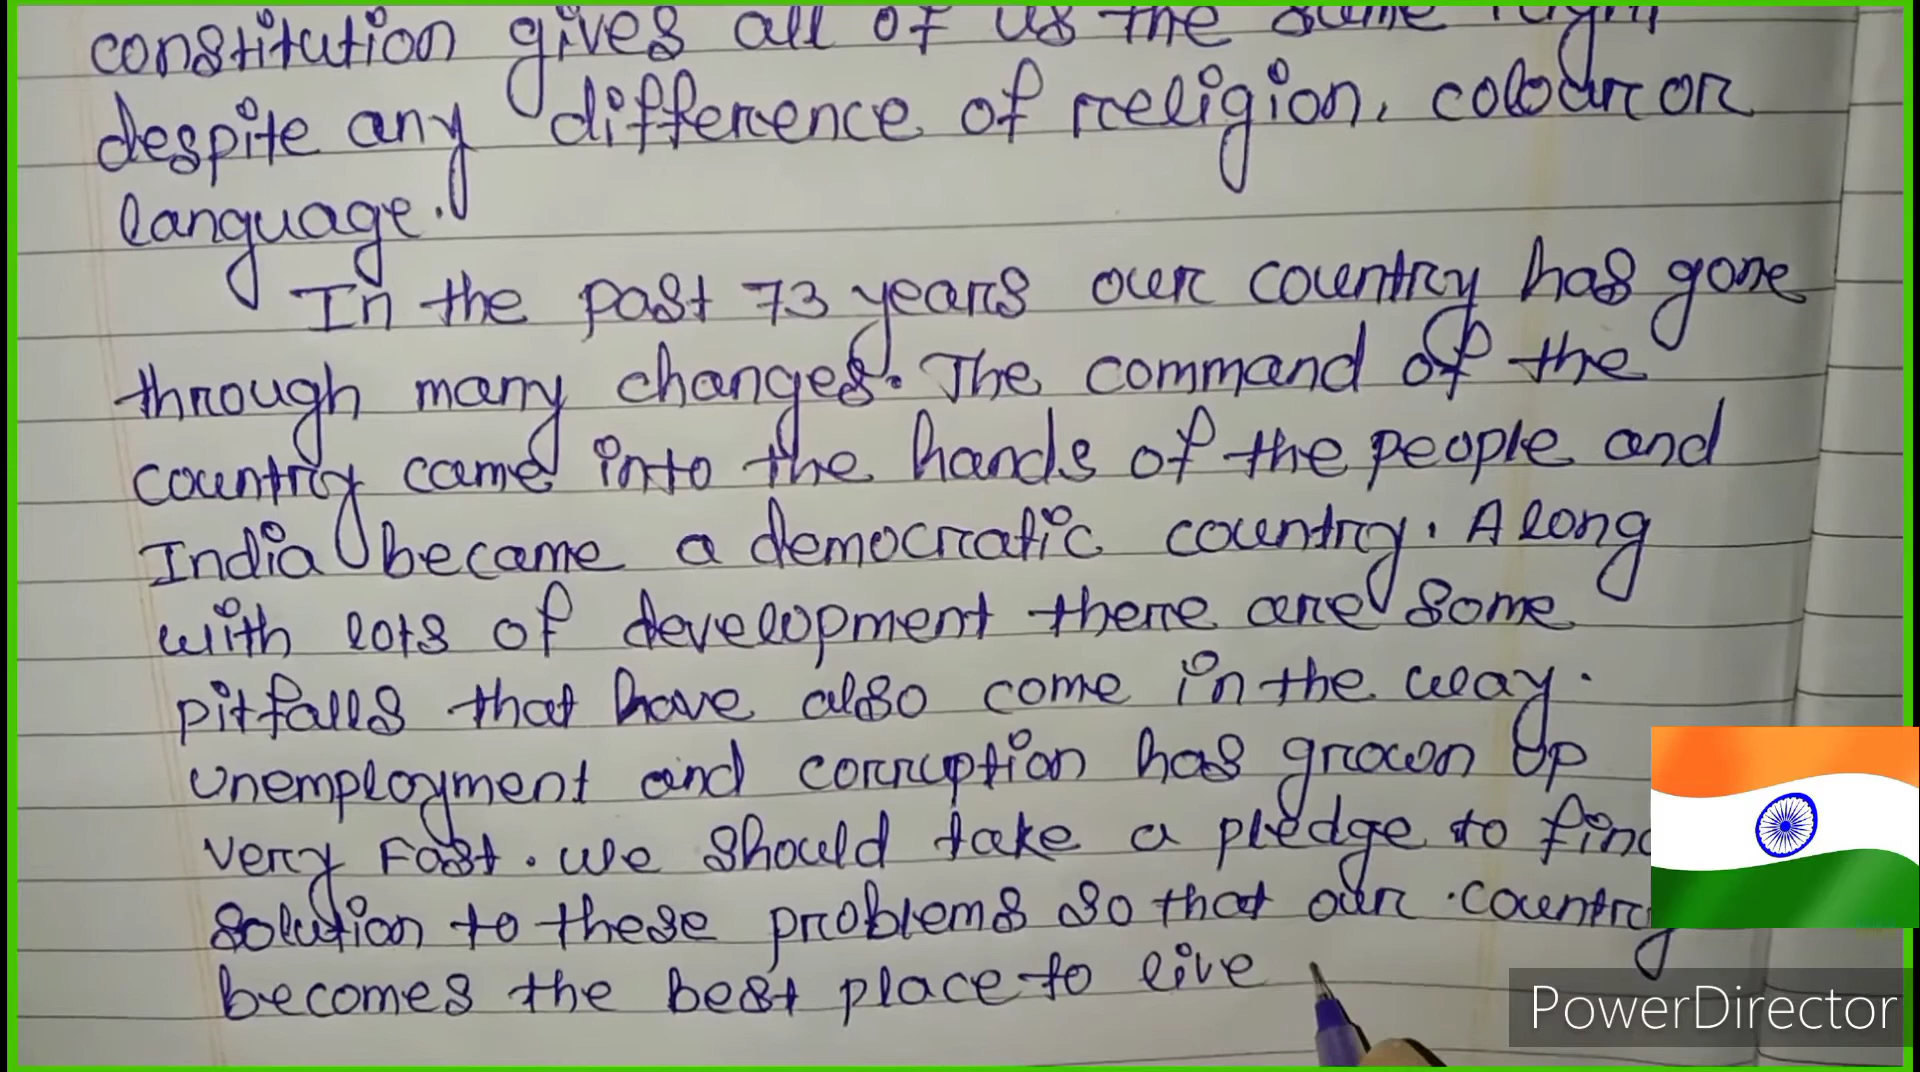 constitution gives all of us the same right
despite any difference of religion, colour or
language.
In the past 73 years our country has gone
through many changes. The command of the
country came into the hands of the people and
India became a democratic country. Along
with lots of development there are some
pitfalls that have also come in the way.
Unemployment and corruption has grown up
very Fast. We should take a pledge to find
solution to these problems so that our country
becomes the best place to live
PowerDirector